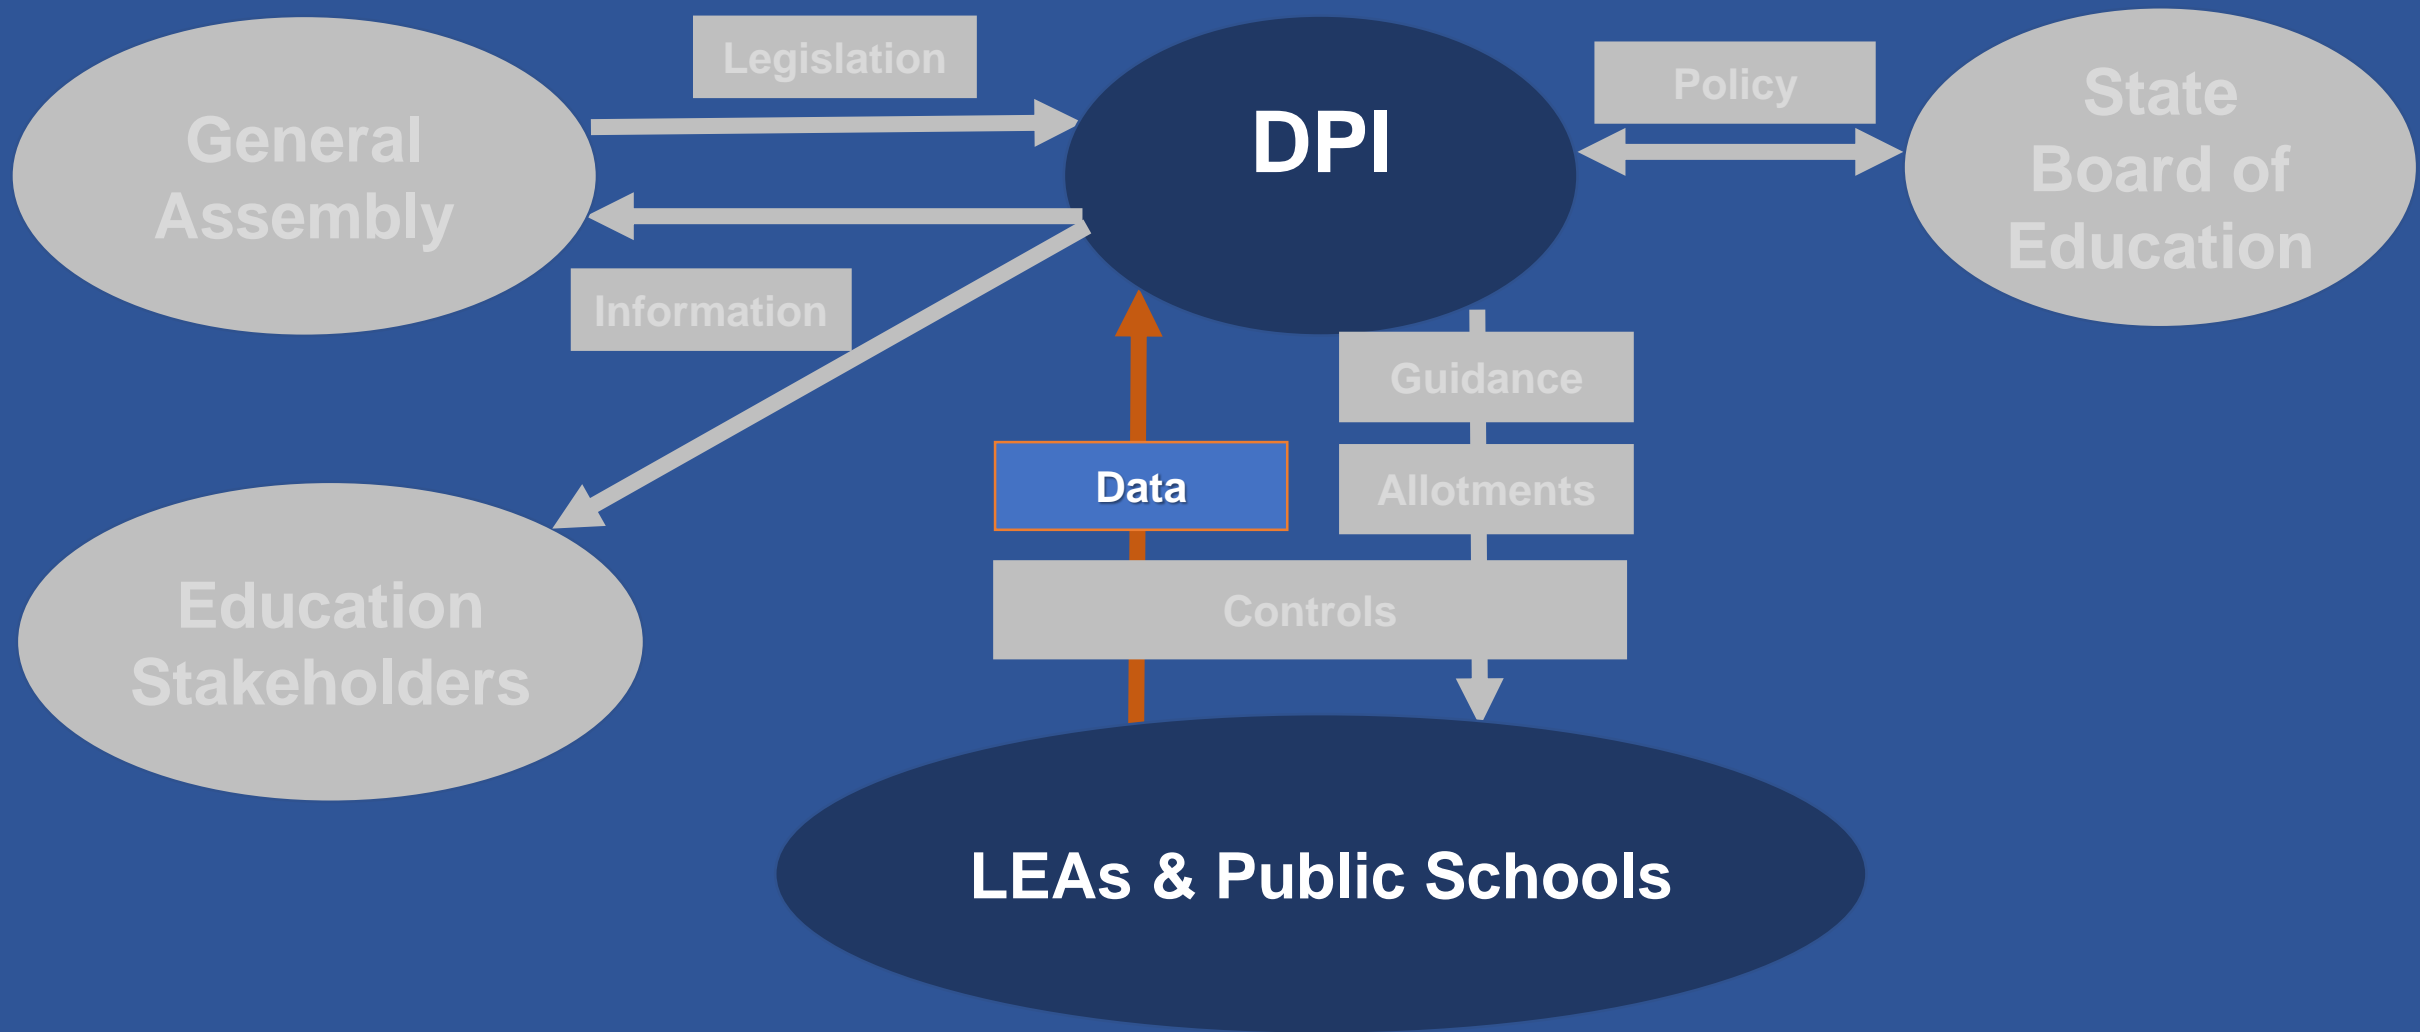 Legislation
General
Assembly
DPI
Policy
State
Board of
Education
Information
Guidance
Data
Allotments
Education
Stakeholders
Controls
LEAs & Public Schools